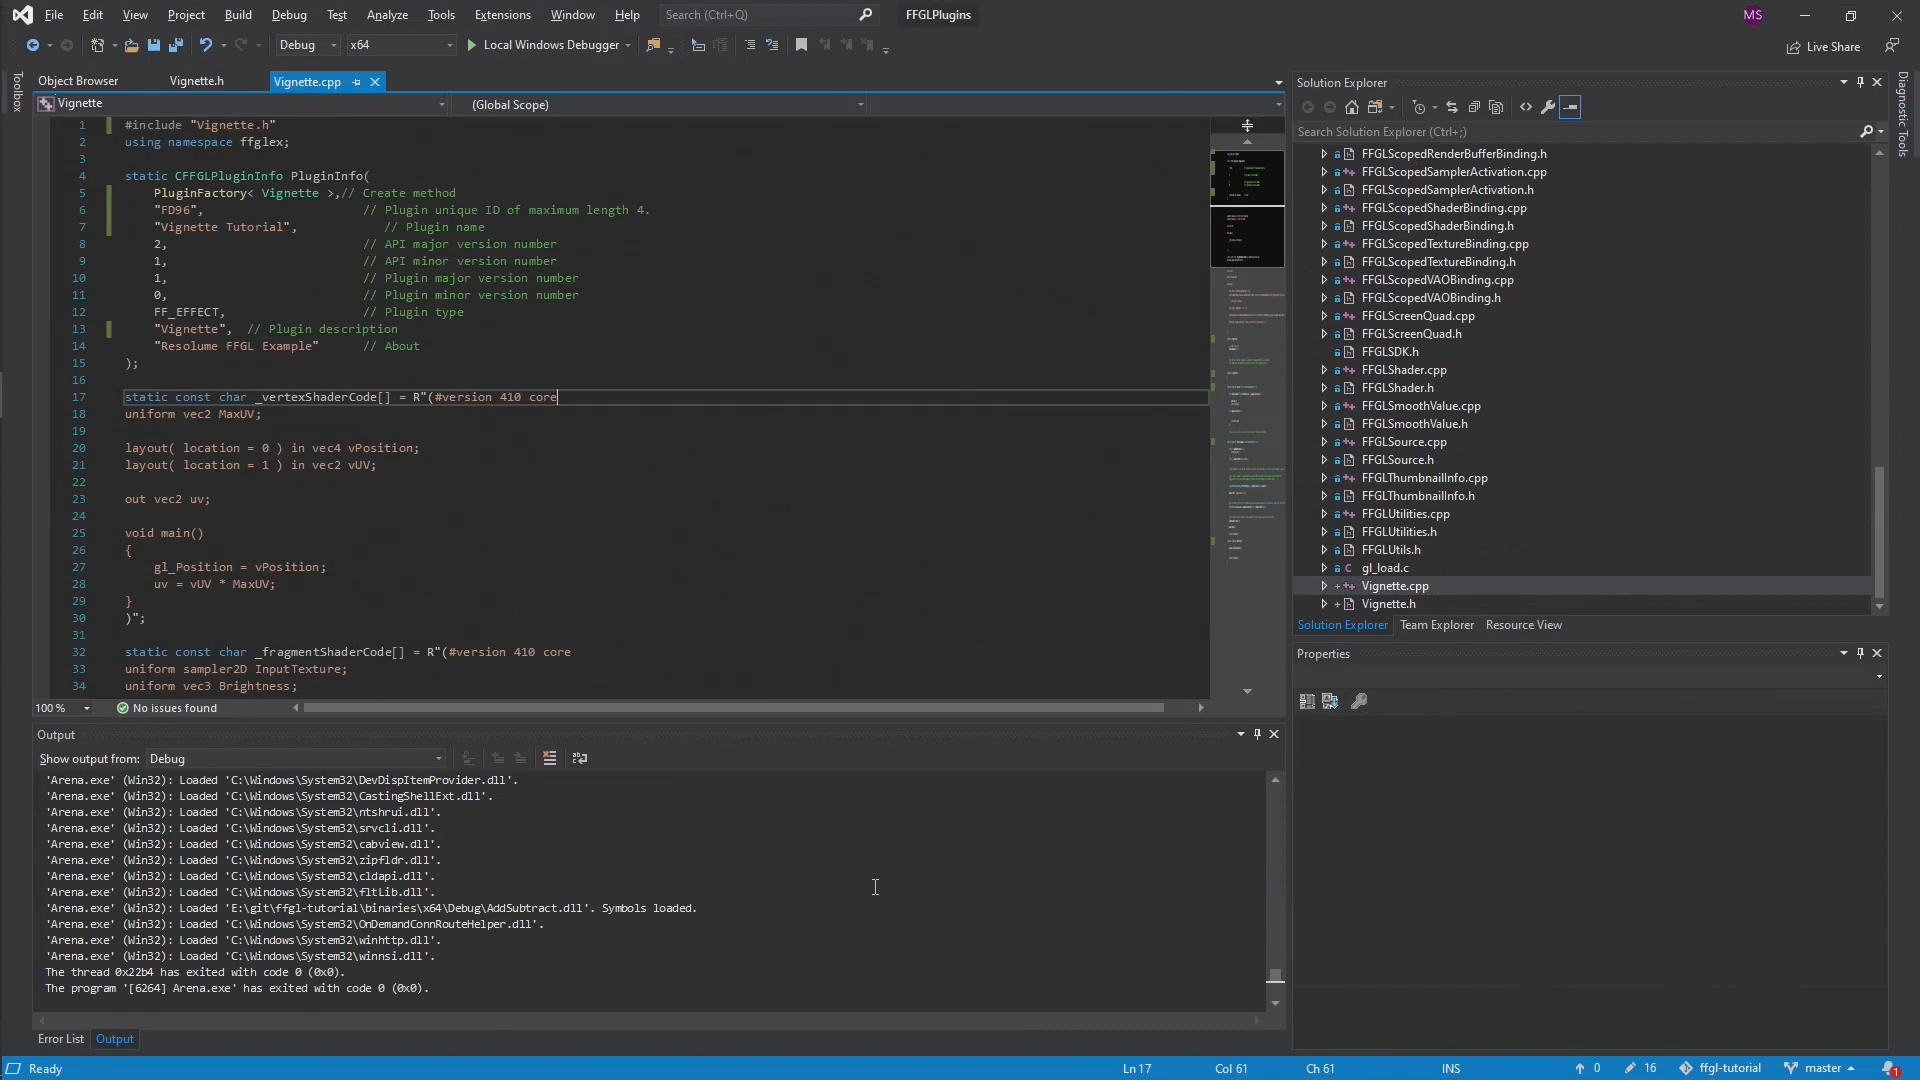 File Edit View Project Build Debug Test Analyze Tools Extensions Window Help Search (Ctrl+Q) FFGLPlugins MS
Debug x64 Local Windows Debugger Live Share
Toolbox
Object Browser Vignette.h Vignette.cpp
Vignette (Global Scope)
1 #include "Vignette.h"
2 using namespace ffglex;
3
4 static CFFGLPluginInfo PluginInfo(
5 PluginFactory< Vignette >,// Create method
6 "FD96", // Plugin unique ID of maximum length 4.
7 "Vignette Tutorial", // Plugin name
8 2, // API major version number
9 1, // API minor version number
10 1, // Plugin major version number
11 0, // Plugin minor version number
12 FF_EFFECT, // Plugin type
13 "Vignette", // Plugin description
14 "Resolume FFGL Example" // About
15 );
16
17 static const char _vertexShaderCode[] = R"(#version 410 core
18 uniform vec2 MaxUV;
19
20 layout( location = 0 ) in vec4 vPosition;
21 layout( location = 1 ) in vec2 vUV;
22
23 out vec2 uv;
24
25 void main()
26 {
27 gl_Position = vPosition;
28 uv = vUV * MaxUV;
29 }
30 )";
31
32 static const char _fragmentShaderCode[] = R"(#version 410 core
33 uniform sampler2D InputTexture;
34 uniform vec3 Brightness;
100 % No issues found
Output
Show output from: Debug
'Arena.exe' (Win32): Loaded 'C:\Windows\System32\DevDispItemProvider.dll'.
'Arena.exe' (Win32): Loaded 'C:\Windows\System32\CastingShellExt.dll'.
'Arena.exe' (Win32): Loaded 'C:\Windows\System32\ntshrui.dll'.
'Arena.exe' (Win32): Loaded 'C:\Windows\System32\srvcli.dll'.
'Arena.exe' (Win32): Loaded 'C:\Windows\System32\cabview.dll'.
'Arena.exe' (Win32): Loaded 'C:\Windows\System32\zipfldr.dll'.
'Arena.exe' (Win32): Loaded 'C:\Windows\System32\cldapi.dll'.
'Arena.exe' (Win32): Loaded 'C:\Windows\System32\fltLib.dll'.
'Arena.exe' (Win32): Loaded 'E:\git\ffgl-tutorial\binaries\x64\Debug\AddSubtract.dll'. Symbols loaded.
'Arena.exe' (Win32): Loaded 'C:\Windows\System32\OnDemandConnRouteHelper.dll'.
'Arena.exe' (Win32): Loaded 'C:\Windows\System32\winhttp.dll'.
'Arena.exe' (Win32): Loaded 'C:\Windows\System32\winnsi.dll'.
The thread 0x22b4 has exited with code 0 (0x0).
The program '[6264] Arena.exe' has exited with code 0 (0x0).
Error List Output
Solution Explorer
Search Solution Explorer (Ctrl+;)
FFGLScopedRenderBufferBinding.h
FFGLScopedSamplerActivation.cpp
FFGLScopedSamplerActivation.h
FFGLScopedShaderBinding.cpp
FFGLScopedShaderBinding.h
FFGLScopedTextureBinding.cpp
FFGLScopedTextureBinding.h
FFGLScopedVAOBinding.cpp
FFGLScopedVAOBinding.h
FFGLScreenQuad.cpp
FFGLScreenQuad.h
FFGLSDK.h
FFGLShader.cpp
FFGLShader.h
FFGLSmoothValue.cpp
FFGLSmoothValue.h
FFGLSource.cpp
FFGLSource.h
FFGLThumbnailInfo.cpp
FFGLThumbnailInfo.h
FFGLUtilities.cpp
FFGLUtilities.h
FFGLUtils.h
gl_load.c
Vignette.cpp
Vignette.h
Solution Explorer Team Explorer Resource View
Properties
Diagnostic Tools
Ready Ln 17 Col 61 Ch 61 INS 0 16 ffgl-tutorial master 1